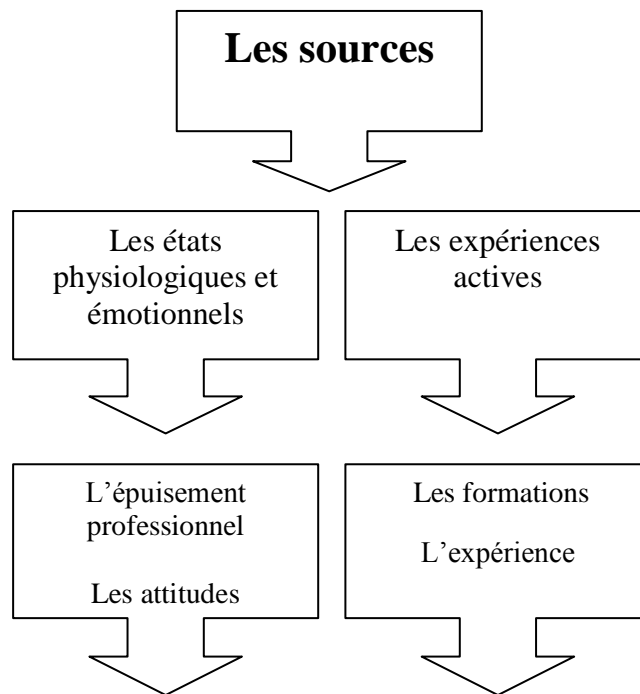 Les sources
Les états
physiologiques et
émotionnels
Les expériences
actives
L’épuisement
professionnel
Les attitudes
Les formations
L’expérience